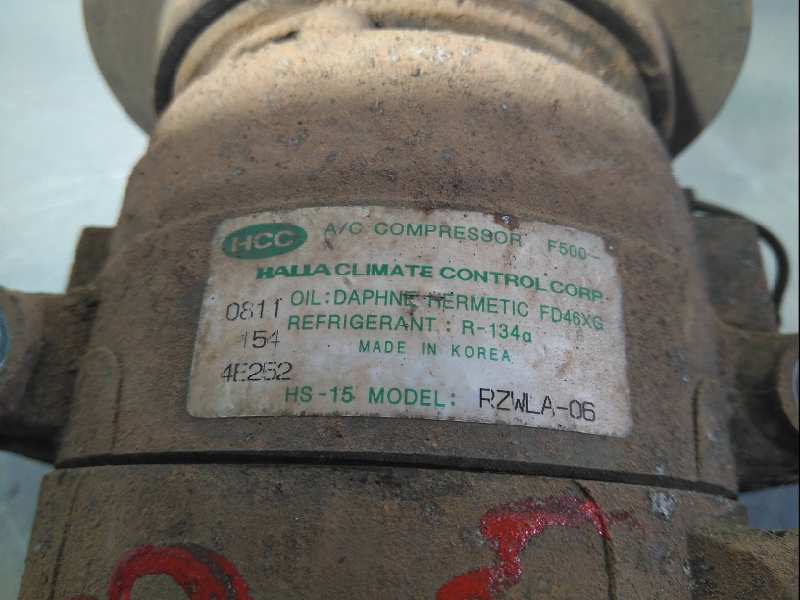 HCC A/C COMPRESSOR F500-
HALLA CLIMATE CONTROL CORP.
0811 OIL: DAPHNE HERMETIC FD46XG
154 REFRIGERANT: R-134a
MADE IN KOREA
4E252
HS-15 MODEL: RZWLA-06